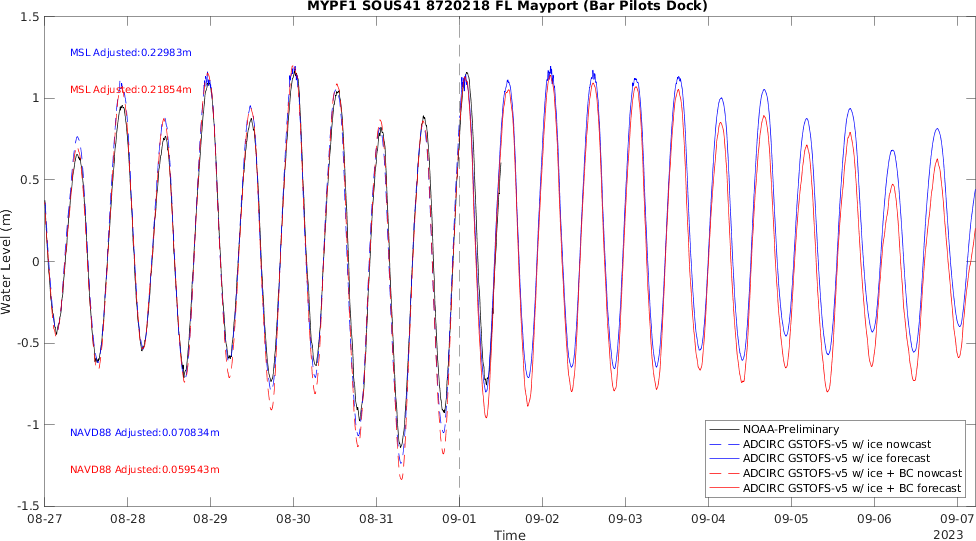 MYPF1 SOUS41 8720218 FL Mayport (Bar Pilots Dock)
1.5
1
0.5
0
-0.5
-1
-1.5
Water Level (m)
MSL Adjusted:0.22983m
MSL Adjusted:0.21854m
NAVD88 Adjusted:0.070834m
NAVD88 Adjusted:0.059543m
NOAA-Preliminary
ADCIRC GSTOFS-v5 w/ ice nowcast
ADCIRC GSTOFS-v5 w/ ice forecast
ADCIRC GSTOFS-v5 w/ ice + BC nowcast
ADCIRC GSTOFS-v5 w/ ice + BC forecast
08-27 08-28 08-29 08-30 08-31 09-01 09-02 09-03 09-04 09-05 09-06 09-07
Time
2023